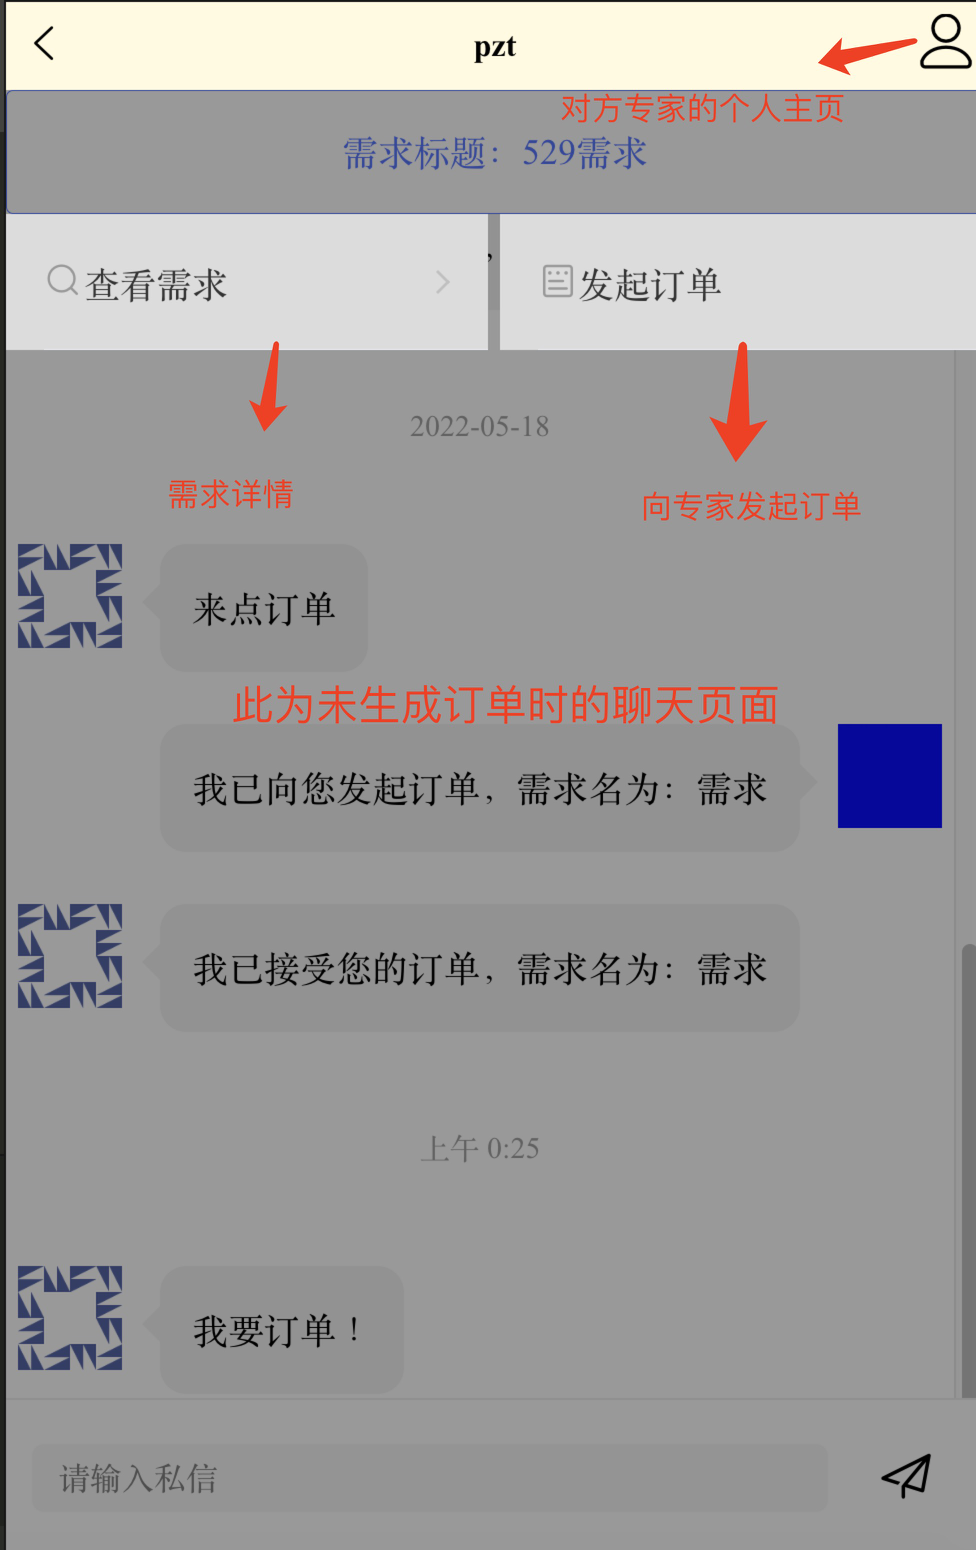 pzt
对方专家的个人主页
需求标题：529需求
查看需求
，
发起订单
2022-05-18
需求详情
向专家发起订单
来点订单
此为未生成订单时的聊天页面
我已向您发起订单，需求名为：需求
我已接受您的订单，需求名为：需求
上午 0:25
我要订单！
请输入私信